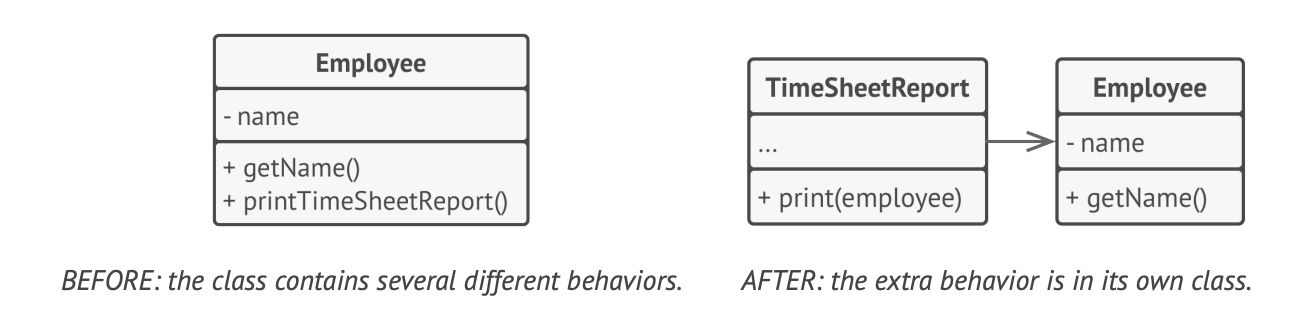 Employee
- name
+ getName()
+ printTimeSheetReport()
BEFORE: the class contains several different behaviors.
TimeSheetReport
...
+ print(employee)
Employee
- name
+ getName()
AFTER: the extra behavior is in its own class.